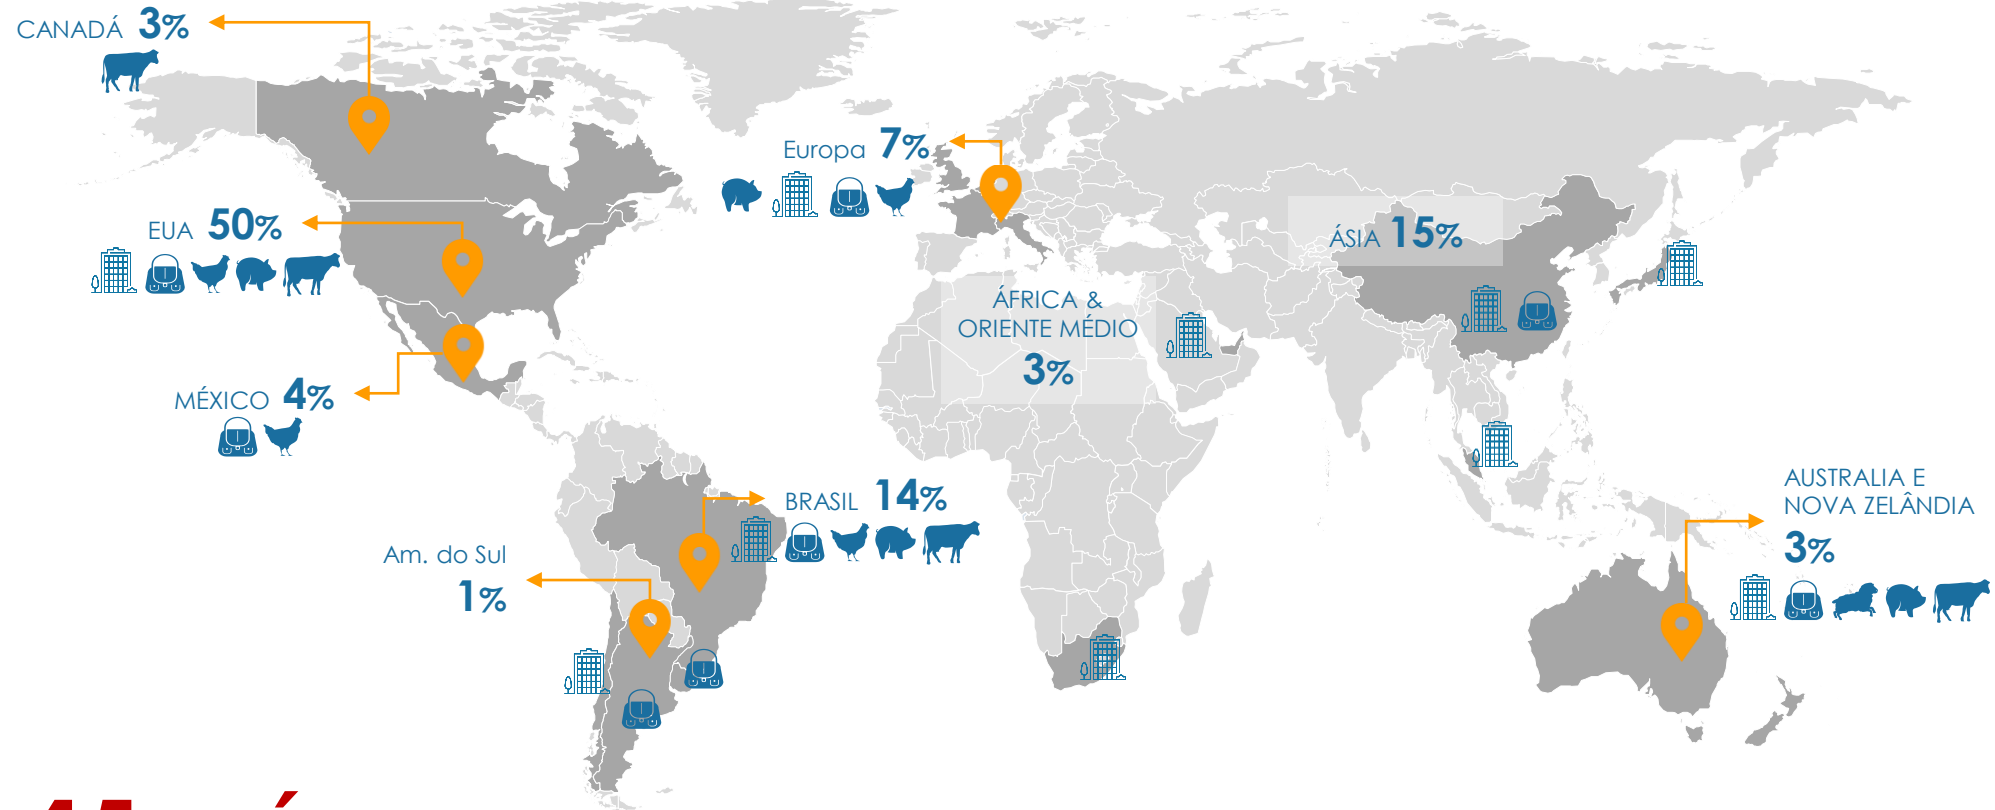 CANADÁ 3%
Europa 7%
EUA 50%
ÁSIA 15%
ÁFRICA &
ORIENTE MÉDIO
3%
MÉXICO 4%
BRASIL 14%
AUSTRALIA E
NOVA ZELÂNDIA
3%
Am. do Sul
1%